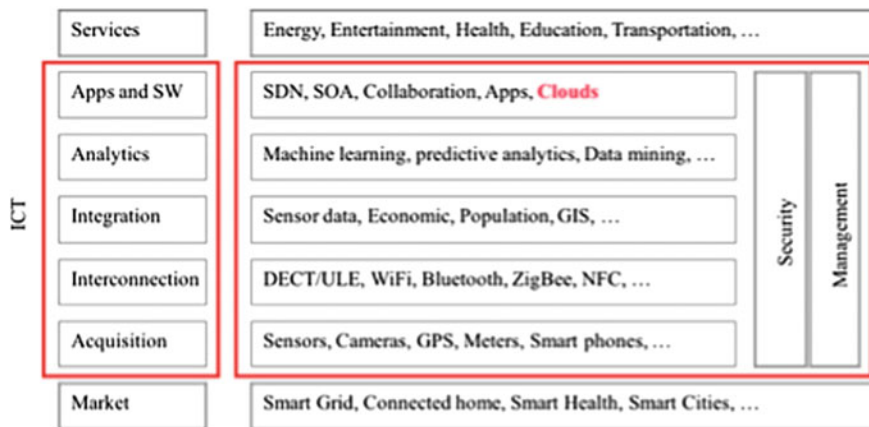 Services
Energy, Entertainment, Health, Education, Transportation, …
Apps and SW
SDN, SOA, Collaboration, Apps, Clouds
Analytics
Machine learning, predictive analytics, Data mining, …
Integration
Sensor data, Economic, Population, GIS, …
Interconnection
DECT/ULE, WiFi, Bluetooth, ZigBee, NFC, …
Acquisition
Sensors, Cameras, GPS, Meters, Smart phones, …
Market
Smart Grid, Connected home, Smart Health, Smart Cities, …
ICT
Security
Management